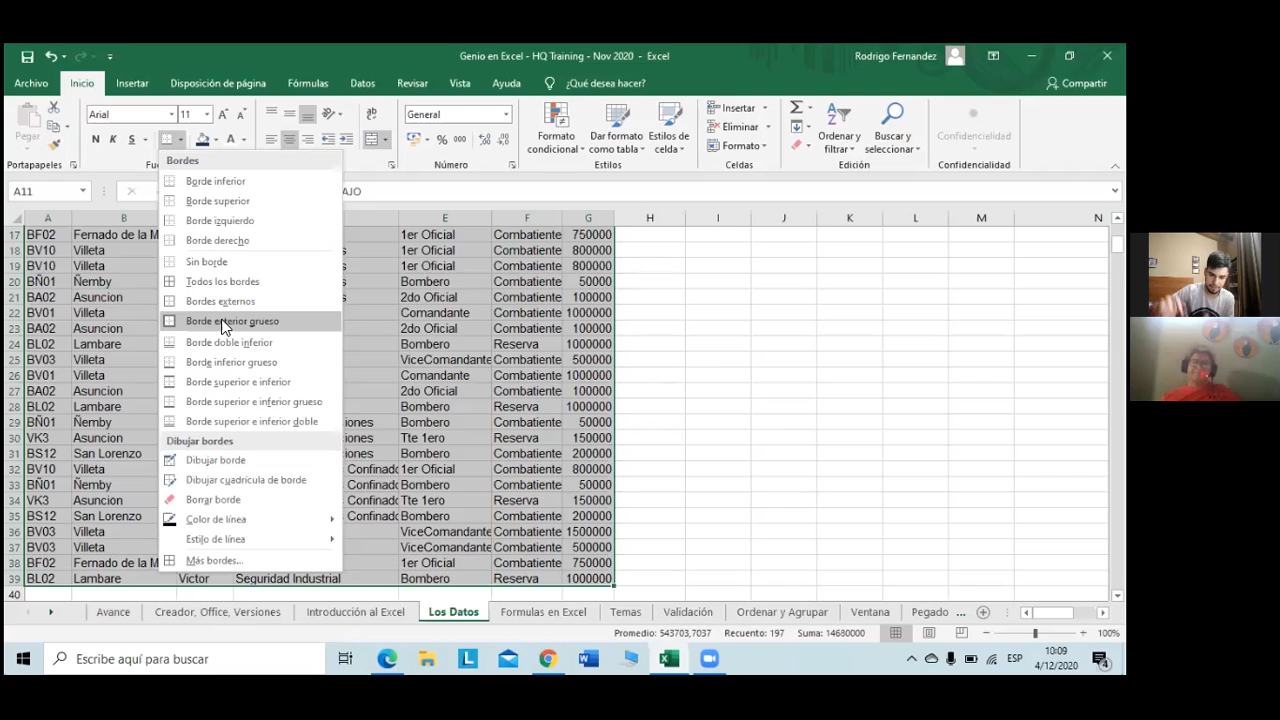 Genio en Excel - HQ Training - Nov 2020 - Excel
Rodrigo Fernandez
Archivo Inicio Insertar Disposición de página Fórmulas Datos Revisar Vista Ayuda ¿Qué desea hacer? Compartir
Pegar
Arial 11
N K S
General
% 000
Formato condicional
Dar formato como tabla
Estilos de celda
Insertar
Eliminar
Formato
Ordenar y filtrar
Buscar y seleccionar
Confidencialidad
Portapapeles Número Estilos Celdas Edición Confidencialidad
A11
Bordes
Borde inferior
Borde superior
Borde izquierdo
Borde derecho
Sin borde
Todos los bordes
Bordes externos
Borde exterior grueso
Borde doble inferior
Borde inferior grueso
Borde superior e inferior
Borde superior e inferior grueso
Borde superior e inferior doble
Dibujar bordes
Dibujar borde
Dibujar cuadrícula de borde
Borrar borde
Color de línea
Estilo de línea
Más bordes...
A B E F G H I J K L M N
17 BF02 Fernado de la M 1er Oficial Combatiente 750000
18 BV10 Villeta 1er Oficial Combatiente 800000
19 BV10 Villeta 1er Oficial Combatiente 800000
20 BÑ01 Ñemby Bombero Combatiente 50000
21 BA02 Asuncion 2do Oficial Combatiente 100000
22 BV01 Villeta Comandante Combatiente 1000000
23 BA02 Asuncion 2do Oficial Combatiente 100000
24 BL02 Lambare Bombero Reserva 1000000
25 BV03 Villeta ViceComandante Combatiente 500000
26 BV01 Villeta Comandante Combatiente 1000000
27 BA02 Asuncion 2do Oficial Combatiente 100000
28 BL02 Lambare Bombero Reserva 1000000
29 BÑ01 Ñemby iones Bombero Combatiente 50000
30 VK3 Asuncion ciones Tte 1ero Reserva 150000
31 BS12 San Lorenzo ciones Bombero Combatiente 200000
32 BV10 Villeta Confinado 1er Oficial Combatiente 800000
33 BÑ01 Ñemby Confinado Bombero Combatiente 50000
34 VK3 Asuncion Confinado Tte 1ero Reserva 150000
35 BS12 San Lorenzo Confinado Bombero Combatiente 200000
36 BV03 Villeta ViceComandante Combatiente 1500000
37 BV03 Villeta ViceComandante Combatiente 500000
38 BF02 Fernado de la M 1er Oficial Combatiente 750000
39 BL02 Lambare Victor Seguridad Industrial Bombero Reserva 1000000
40
Avance Creador, Office, Versiones Introducción al Excel Los Datos Formulas en Excel Temas Validación Ordenar y Agrupar Ventana Pegado ...
Promedio: 543703,7037 Recuento: 197 Suma: 14680000 100%
Escribe aquí para buscar
ESP
10:09
4/12/2020
4